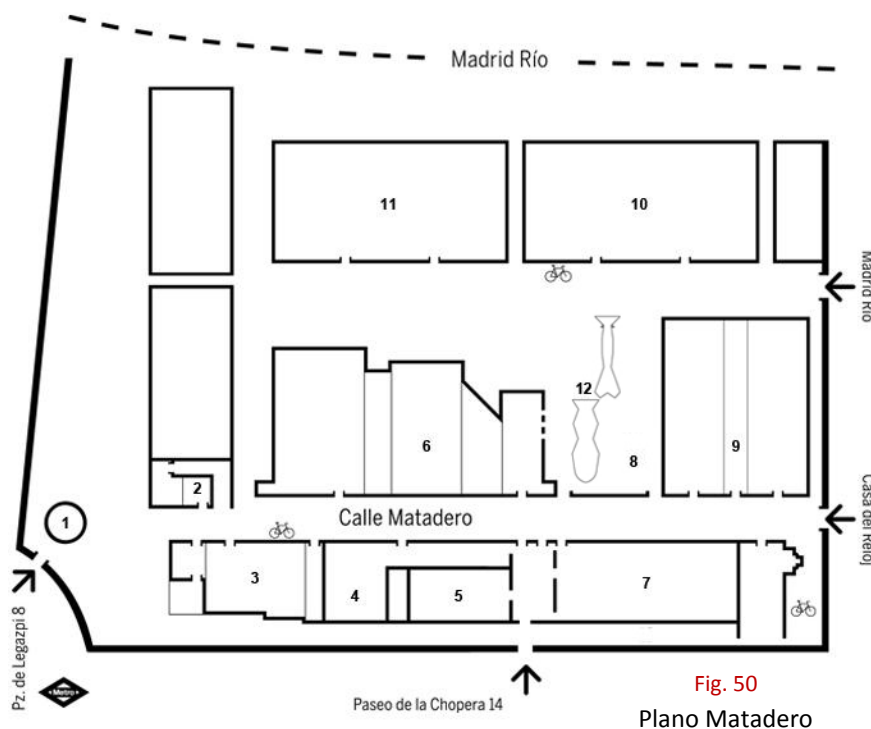 Madrid Río
11
10
Madrid Río
12
6
8
9
2
Casa del Reloj
1
Calle Matadero
3
4
5
7
Pz. de Legazpi 8
Metro
Paseo de la Chopera 14
Fig. 50
Plano Matadero